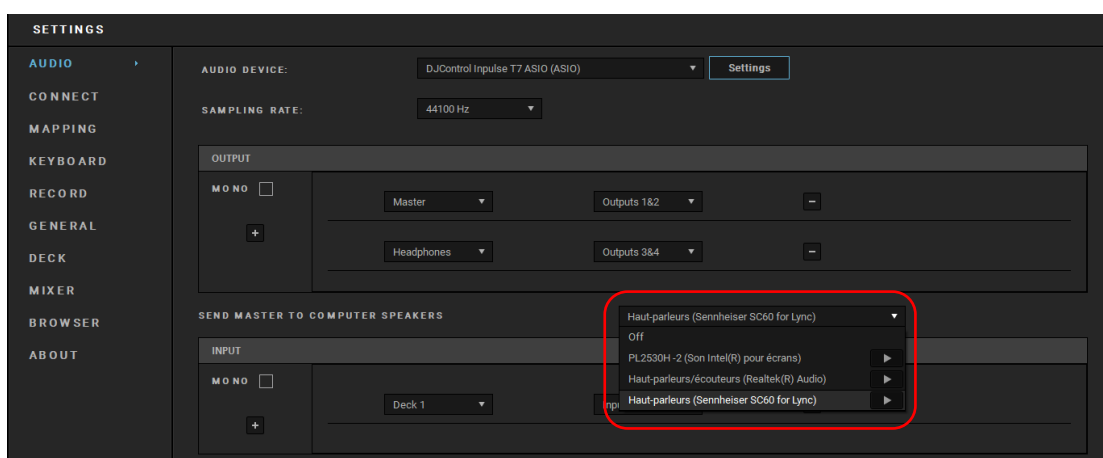 SETTINGS
AUDIO
CONNECT
MAPPING
KEYBOARD
RECORD
GENERAL
DECK
MIXER
BROWSER
ABOUT
AUDIO DEVICE: DJControl Inpulse T7 ASIO (ASIO) Settings
SAMPLING RATE: 44100 Hz
OUTPUT
MONO
Master Outputs 1&2 −
+
Headphones Outputs 3&4 −
SEND MASTER TO COMPUTER SPEAKERS Haut-parleurs (Sennheiser SC60 for Lync)
Off
PL2530H -2 (Son Intel(R) pour écrans)
Haut-parleurs/écouteurs (Realtek(R) Audio)
Haut-parleurs (Sennheiser SC60 for Lync)
INPUT
MONO
Deck 1
+